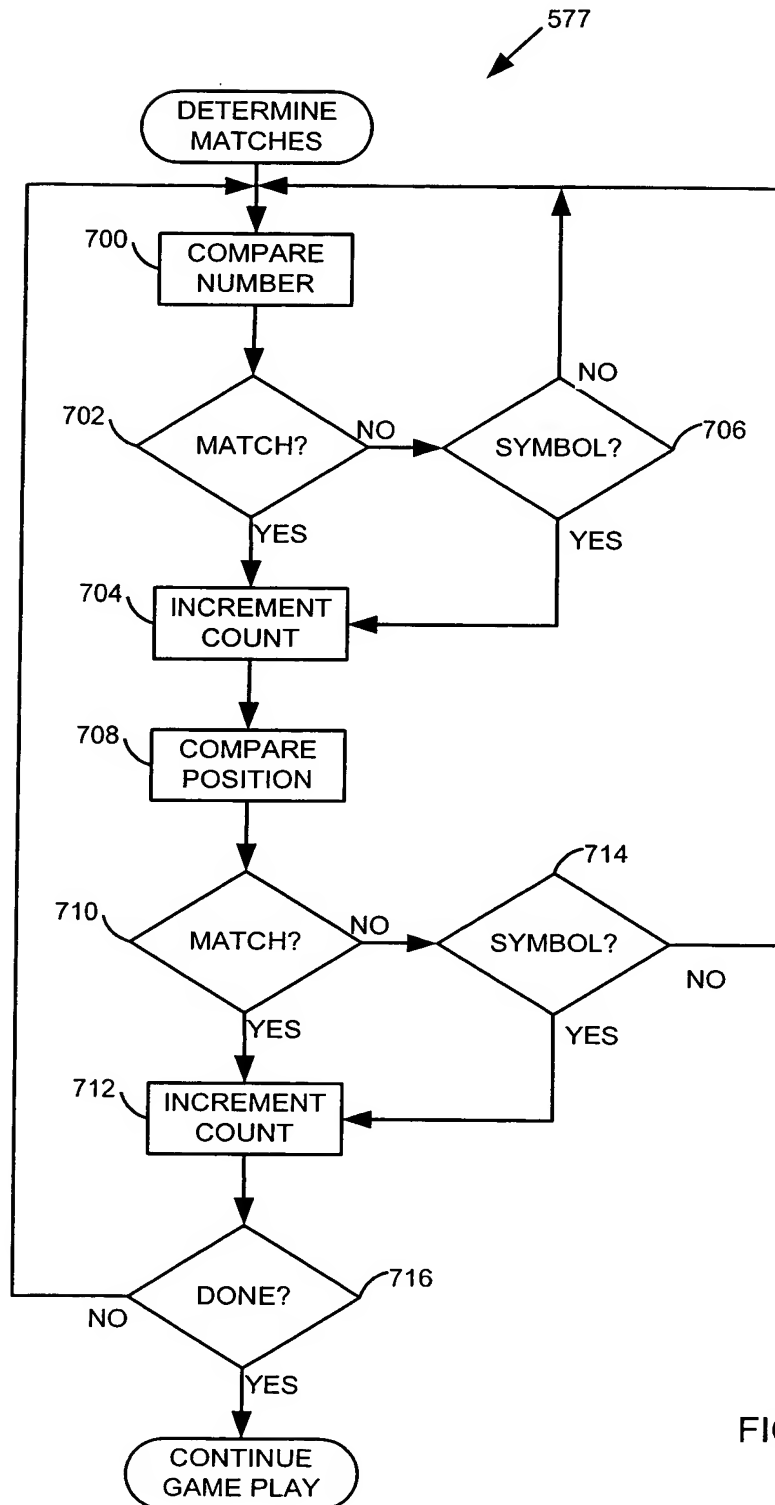 577
DETERMINE
MATCHES
700
COMPARE
NUMBER
702
MATCH?
NO
SYMBOL?
NO
706
YES
YES
704
INCREMENT
COUNT
708
COMPARE
POSITION
710
MATCH?
NO
SYMBOL?
714
NO
YES
YES
712
INCREMENT
COUNT
DONE?
716
NO
YES
CONTINUE
GAME PLAY